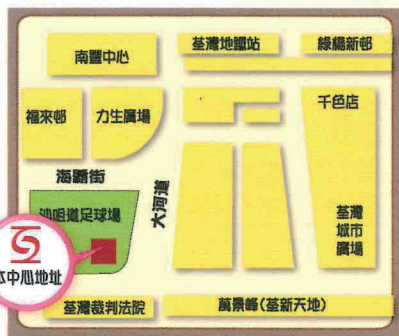 南豐中心
荃灣地鐵站
綠楊新邨
福來邨
力生廣場
千色店
海霸街
沙咀道足球場
大河道
荃灣
城市
廣場
本中心地址
荃灣裁判法院
萬景峰(荃新天地)